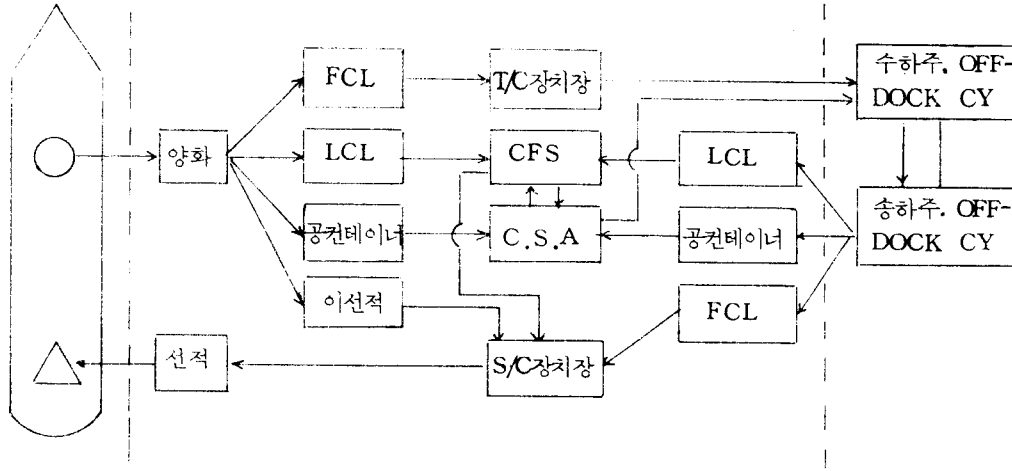 FCL
T/C장치장
수하주. OFF-
DOCK CY
양화
LCL
CFS
LCL
공컨테이너
C.S.A
공컨테이너
송하주. OFF-
DOCK CY
이선적
FCL
선적
S/C장치장